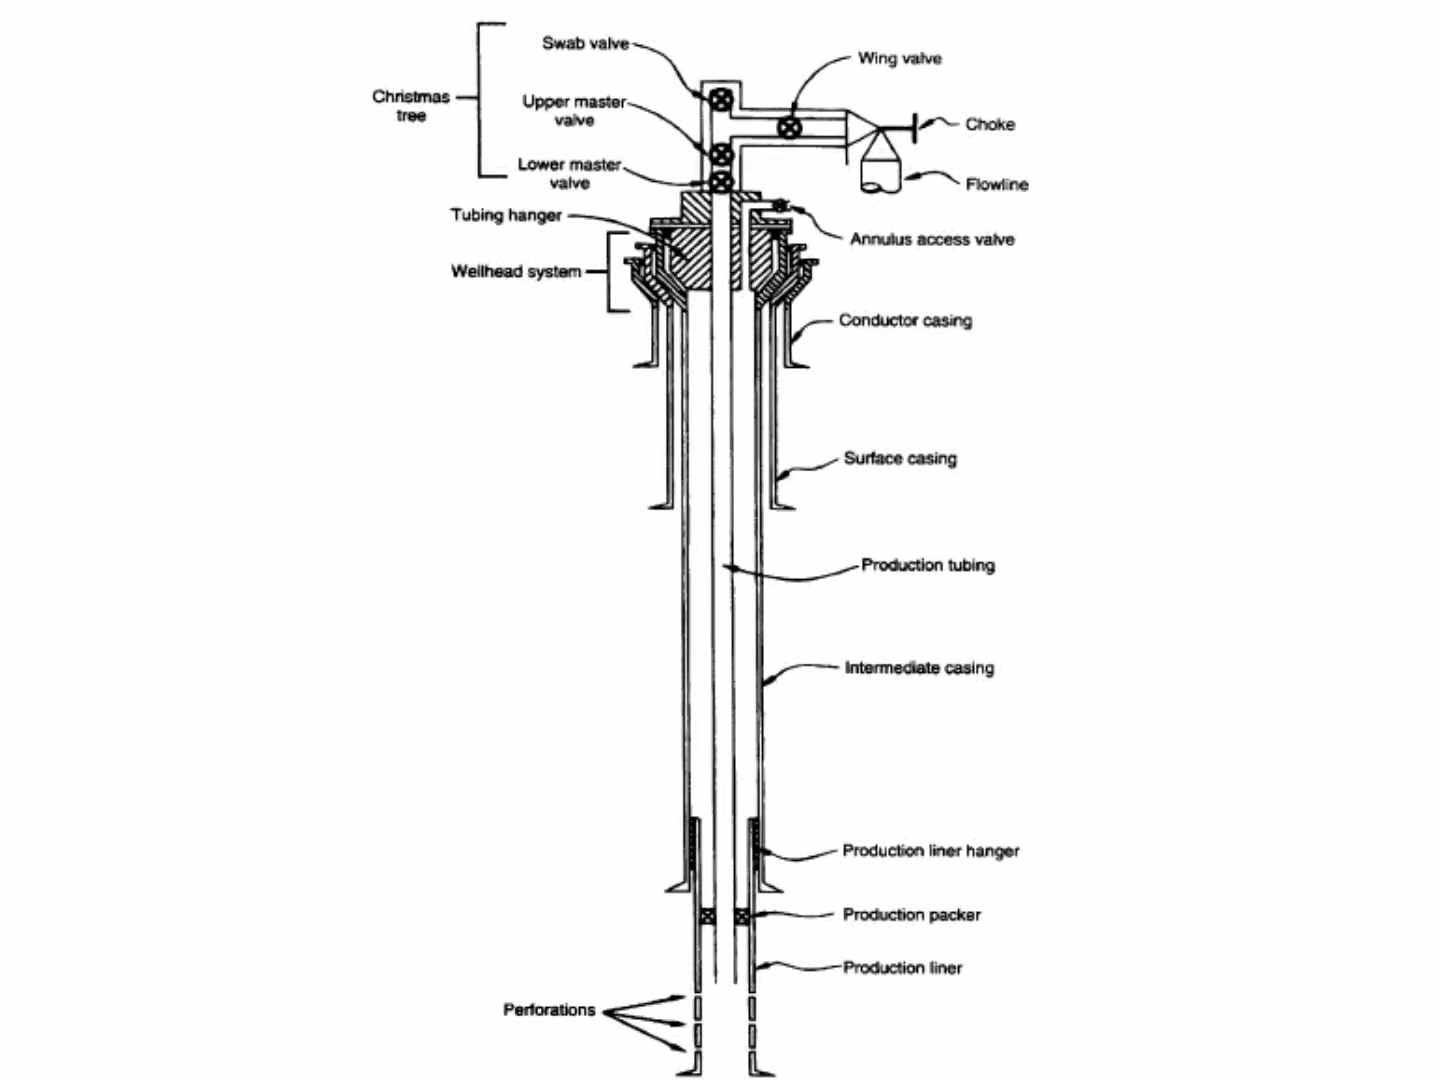 Swab valve
Wing valve
Christmas
tree
Upper master
valve
Choke
Lower master
valve
Flowline
Tubing hanger
Annulus access valve
Wellhead system
Conductor casing
Surface casing
Production tubing
Intermediate casing
Production liner hanger
Production packer
Production liner
Perforations